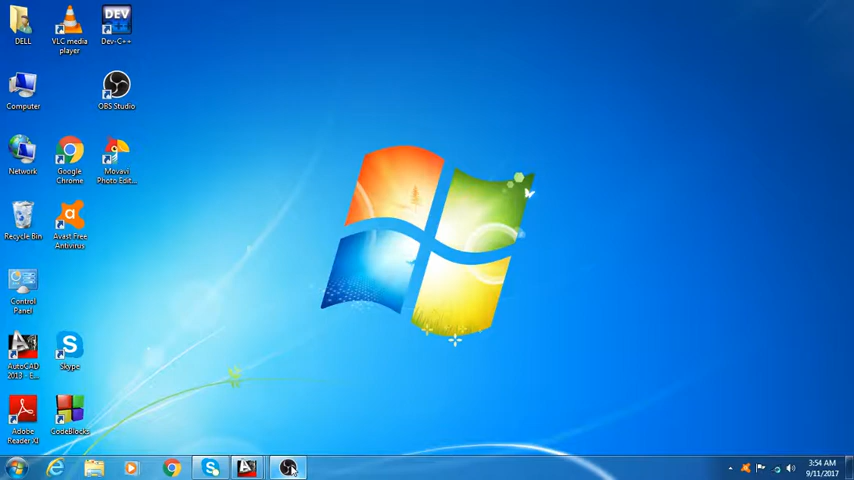 DELL
VLC media
player
DEV
Dev-C++
Computer
OBS Studio
Network
Google
Chrome
Movavi
Photo Edit...
Recycle Bin
Avast Free
Antivirus
Control
Panel
AutoCAD
2013 - E...
Skype
Adobe
Reader XI
CodeBlocks
3:54 AM
9/11/2017